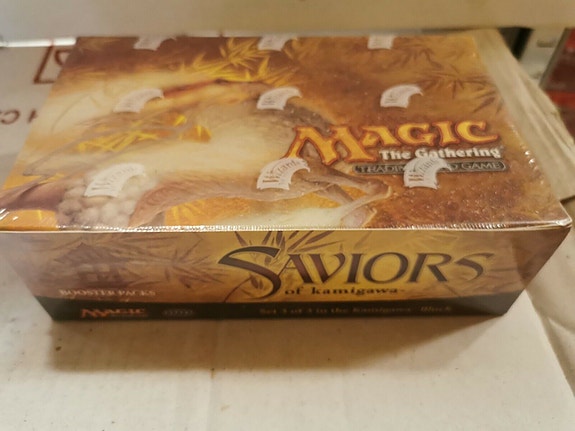 MAGIC
The Gathering
TRADING CARD GAME
Wizards
SAVIORS
of kamigawa
BOOSTER PACKS
MAGIC
Set 3 of 3 in the Kamigawa Block